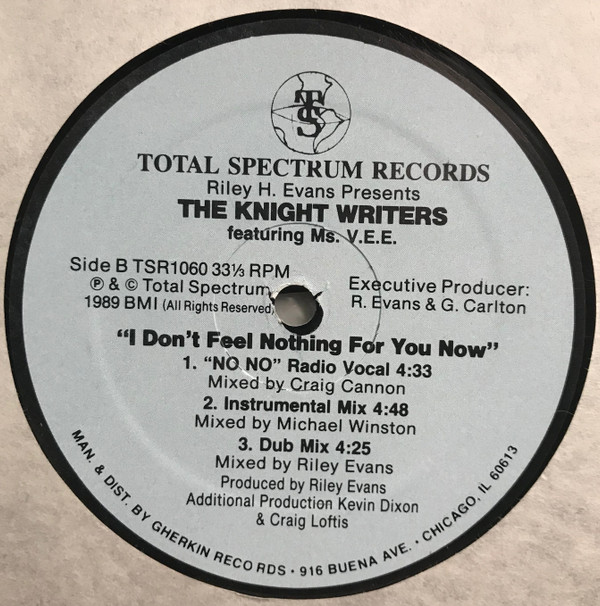 TS
TOTAL SPECTRUM RECORDS
Riley H. Evans Presents
THE KNIGHT WRITERS
featuring Ms. V.E.E.
Side B TSR1060 33⅓ RPM
℗ & © Total Spectrum
1989 BMI (All Rights Reserved)
Executive Producer:
R. Evans & G. Carlton
“I Don’t Feel Nothing For You Now”
1. “NO NO” Radio Vocal 4:33
Mixed by Craig Cannon
2. Instrumental Mix 4:48
Mixed by Michael Winston
3. Dub Mix 4:25
Mixed by Riley Evans
Produced by Riley Evans
Additional Production Kevin Dixon
& Craig Loftis
MAN. & DIST. BY GHERKIN RECORDS • 916 BUENA AVE. • CHICAGO, IL 60613